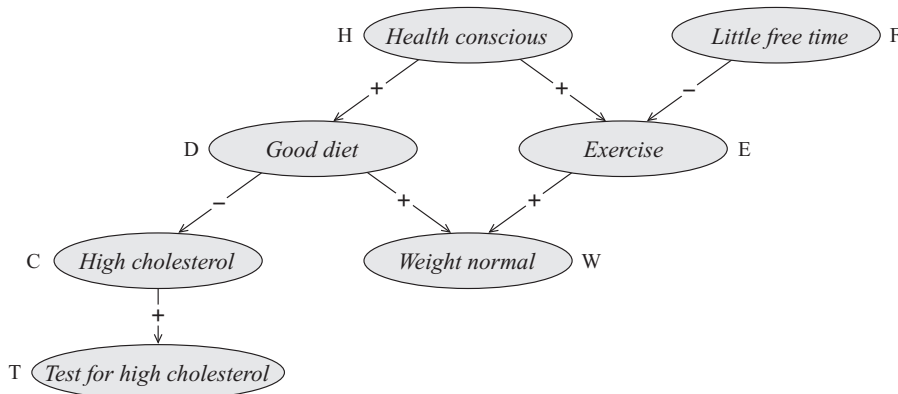 H Health conscious Little free time F
+ + −
D Good diet Exercise E
− + +
C High cholesterol Weight normal W
+
T Test for high cholesterol